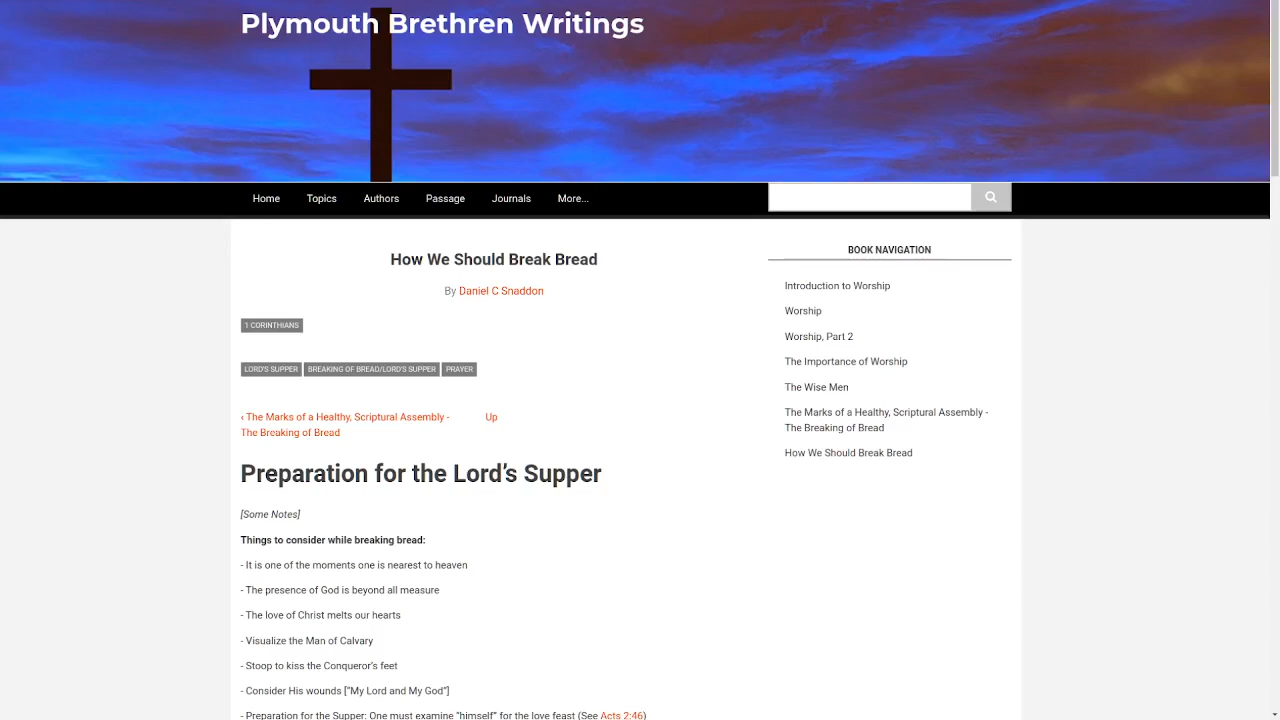 Plymouth Brethren Writings
Home Topics Authors Passage Journals More...
How We Should Break Bread
By Daniel C Snaddon
1 CORINTHIANS
LORD'S SUPPER BREAKING OF BREAD/LORD'S SUPPER PRAYER
‹ The Marks of a Healthy, Scriptural Assembly -
The Breaking of Bread
Up
Preparation for the Lord’s Supper
[Some Notes]
Things to consider while breaking bread:
- It is one of the moments one is nearest to heaven
- The presence of God is beyond all measure
- The love of Christ melts our hearts
- Visualize the Man of Calvary
- Stoop to kiss the Conqueror’s feet
- Consider His wounds [“My Lord and My God”]
- Preparation for the Supper: One must examine “himself” for the love feast (See Acts 2:46)
BOOK NAVIGATION
Introduction to Worship
Worship
Worship, Part 2
The Importance of Worship
The Wise Men
The Marks of a Healthy, Scriptural Assembly -
The Breaking of Bread
How We Should Break Bread